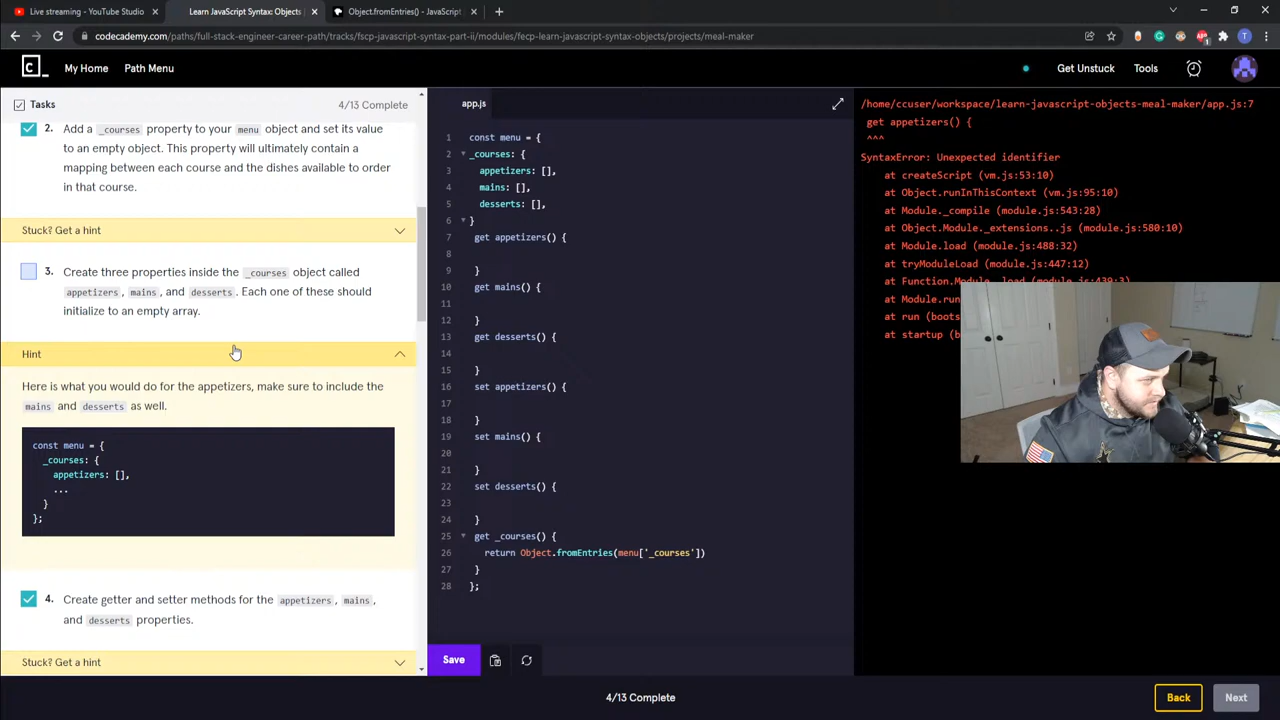 Live streaming - YouTube Studio
Learn JavaScript Syntax: Objects
Object.fromEntries() - JavaScript
codecademy.com/paths/full-stack-engineer-career-path/tracks/fscp-javascript-syntax-part-ii/modules/fecp-learn-javascript-syntax-objects/projects/meal-maker
My Home
Path Menu
Get Unstuck
Tools
Tasks
4/13 Complete
2. Add a _courses property to your menu object and set its value
to an empty object. This property will ultimately contain a
mapping between each course and the dishes available to order
in that course.
Stuck? Get a hint
3. Create three properties inside the _courses object called
appetizers, mains, and desserts. Each one of these should
initialize to an empty array.
Hint
Here is what you would do for the appetizers, make sure to include the
mains and desserts as well.
const menu = {
_courses: {
appetizers: [],
...
}
};
4. Create getter and setter methods for the appetizers, mains,
and desserts properties.
Stuck? Get a hint
app.js
1 const menu = {
2 _courses: {
3 appetizers: [],
4 mains: [],
5 desserts: [],
6 }
7 get appetizers() {
8
9 }
10 get mains() {
11
12 }
13 get desserts() {
14
15 }
16 set appetizers() {
17
18 }
19 set mains() {
20
21 }
22 set desserts() {
23
24 }
25 get _courses() {
26 return Object.fromEntries(menu['_courses'])
27 }
28 };
Save
/home/ccuser/workspace/learn-javascript-objects-meal-maker/app.js:7
get appetizers() {
^^^
SyntaxError: Unexpected identifier
at createScript (vm.js:53:10)
at Object.runInThisContext (vm.js:95:10)
at Module._compile (module.js:543:28)
at Object.Module._extensions..js (module.js:580:10)
at Module.load (module.js:488:32)
at tryModuleLoad (module.js:447:12)
at Function.Module._load (module.js:439:3)
at Module.run
at run (boots
at startup (b
4/13 Complete
Back
Next